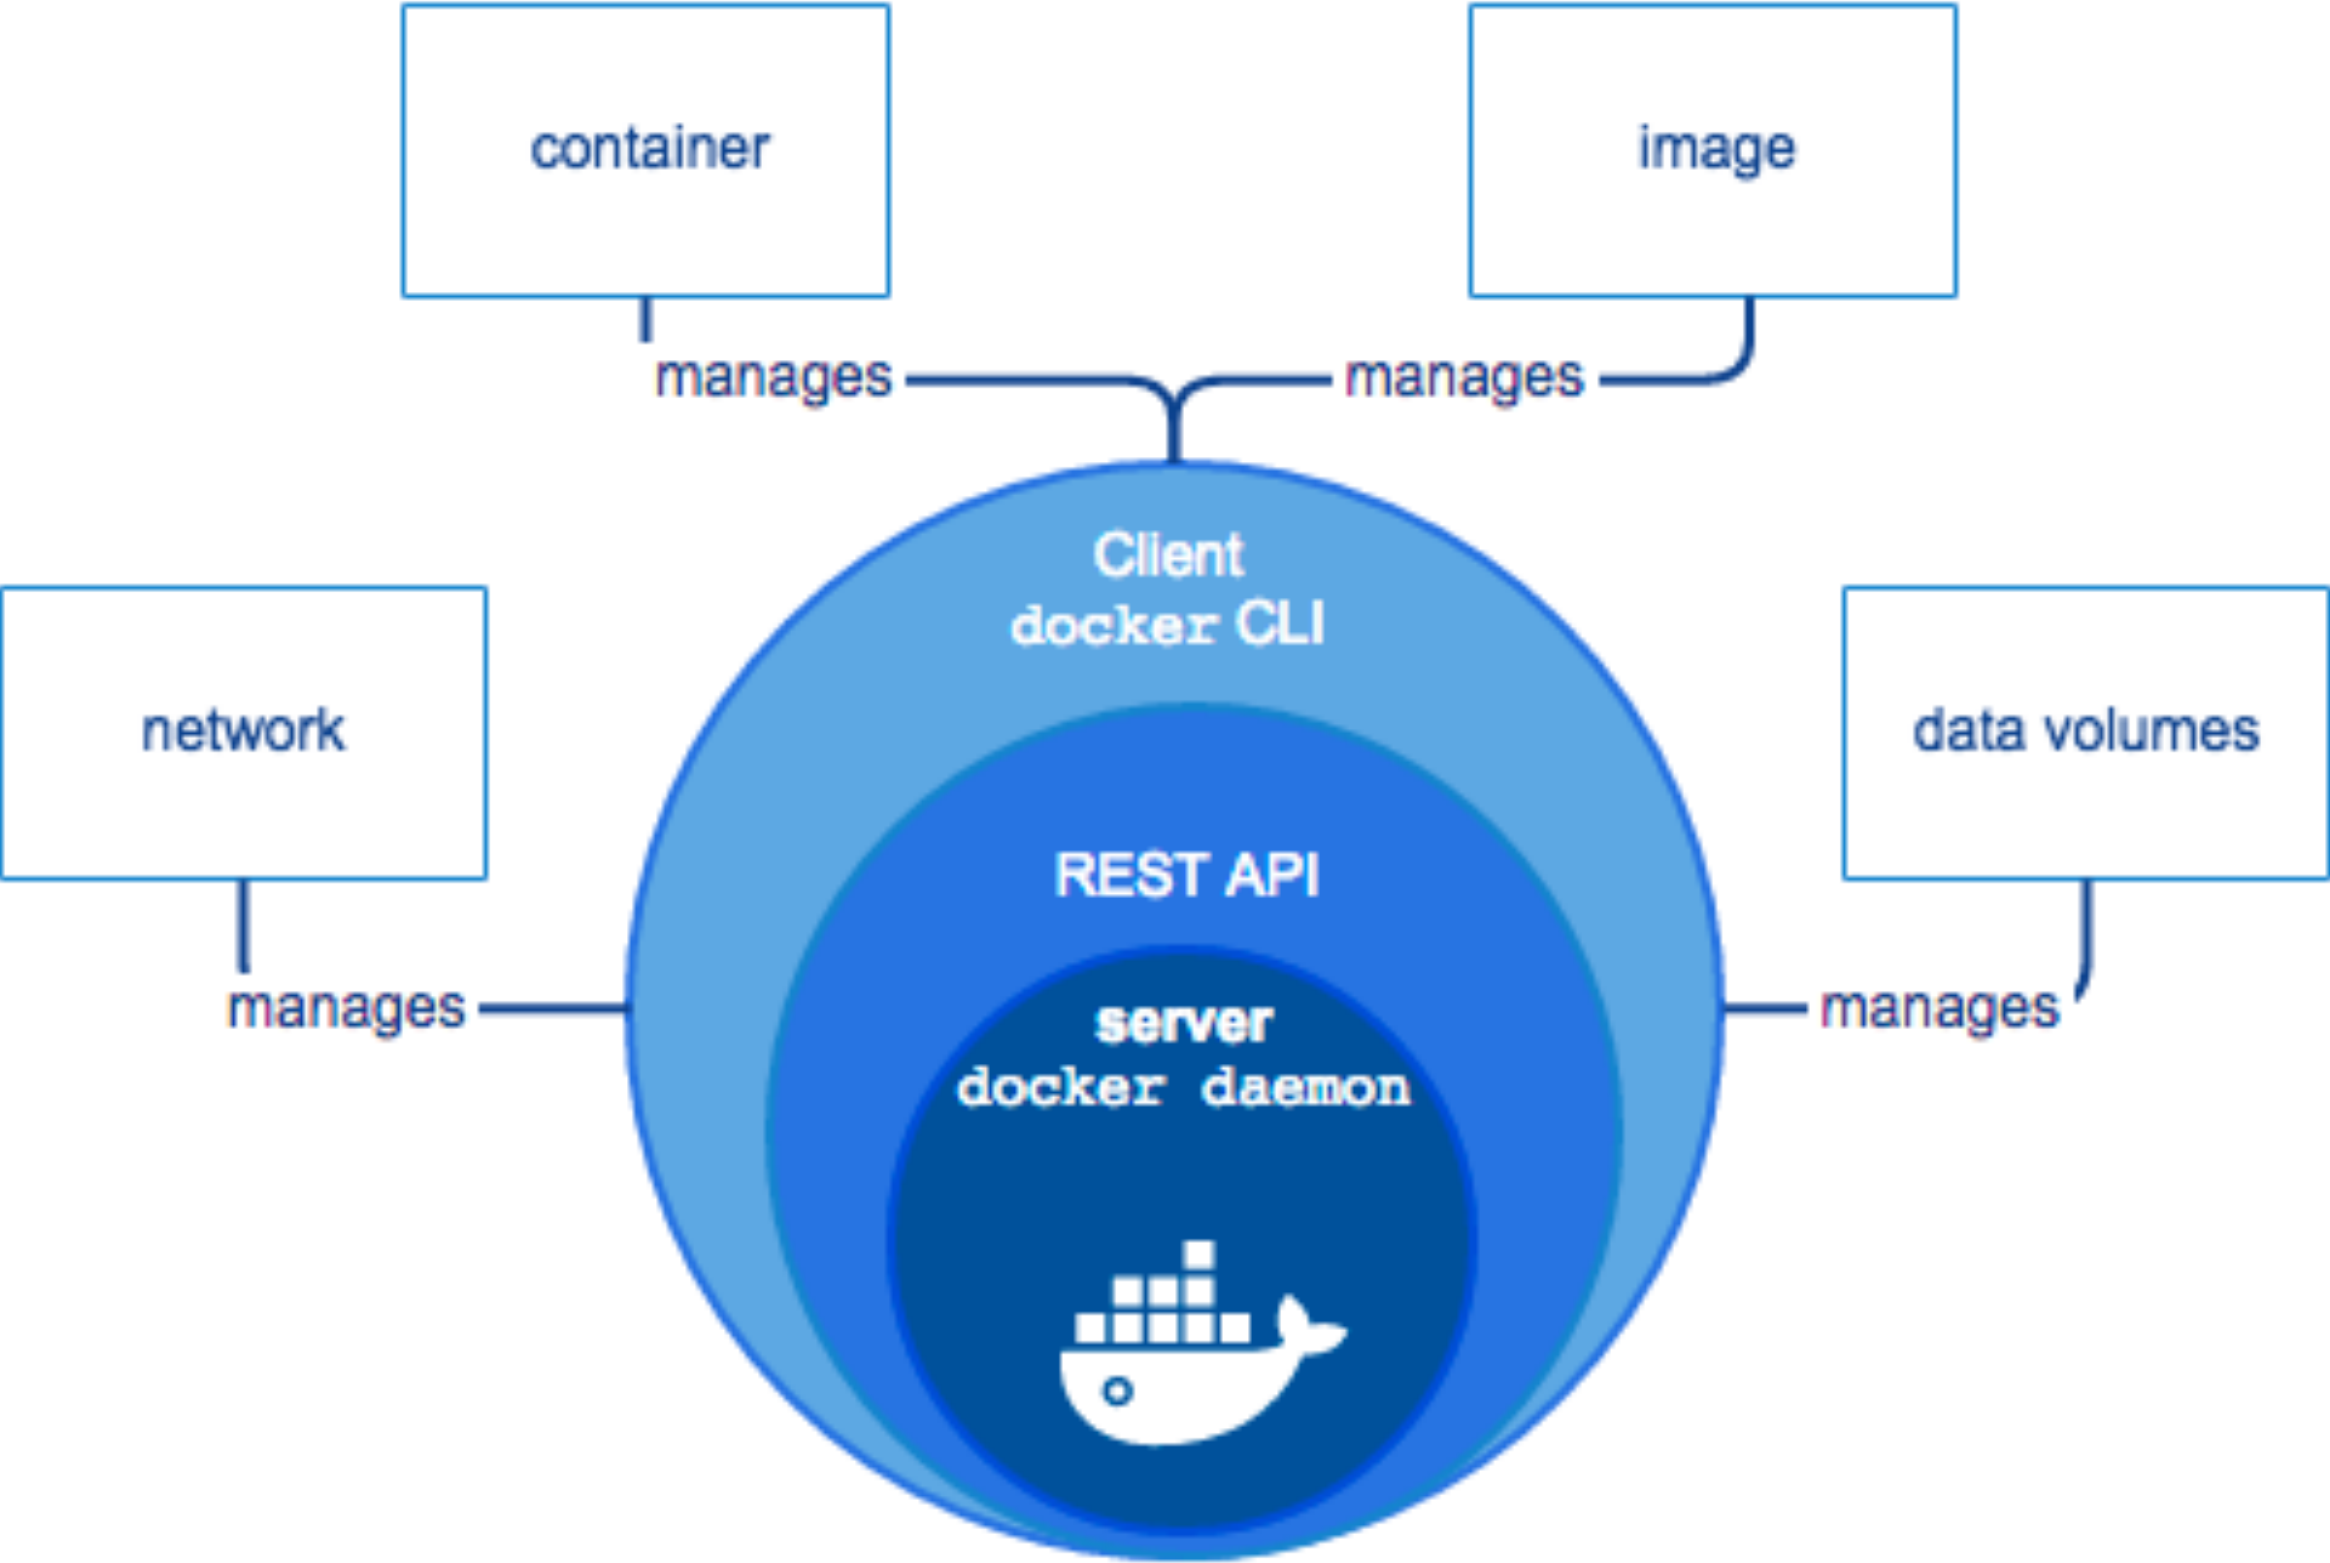 container
image
manages
manages
Client
docker CLI
network
data volumes
REST API
manages
manages
server
docker daemon